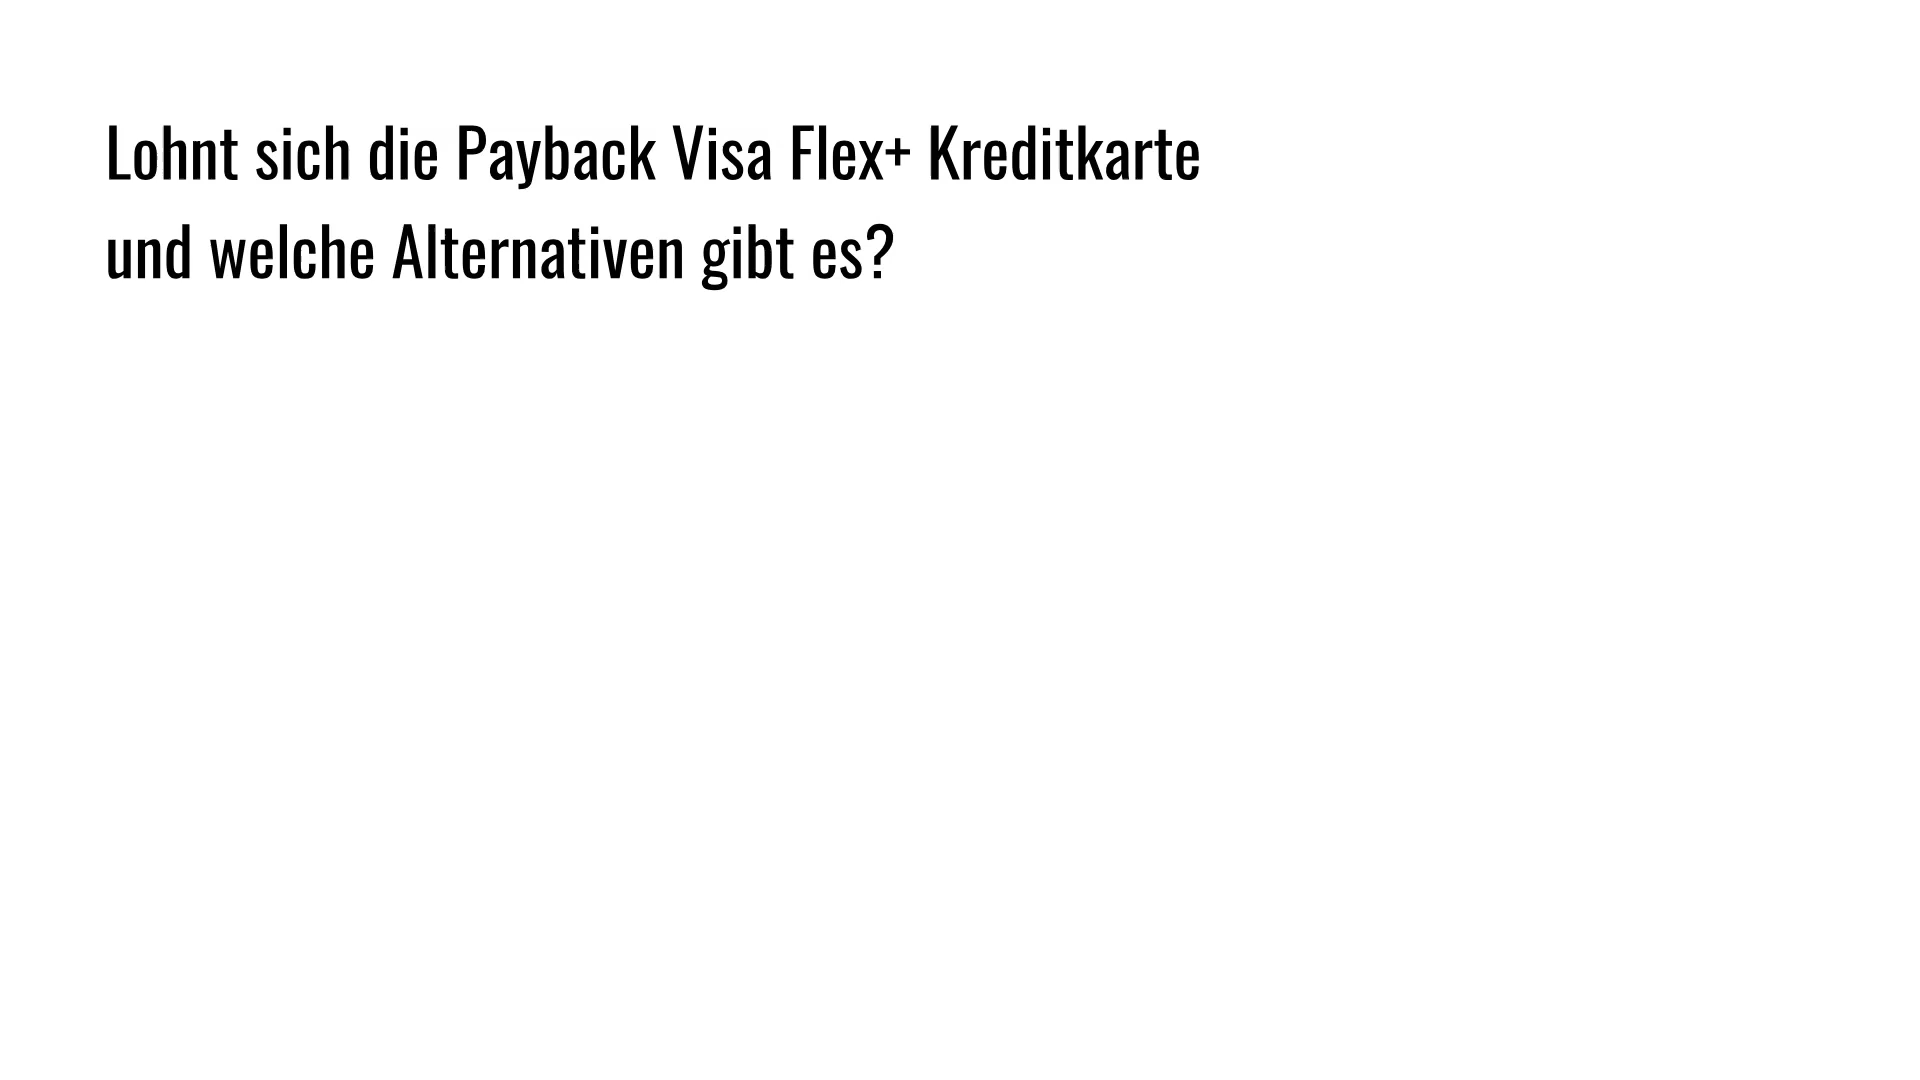 Lohnt sich die Payback Visa Flex+ Kreditkarte
und welche Alternativen gibt es?